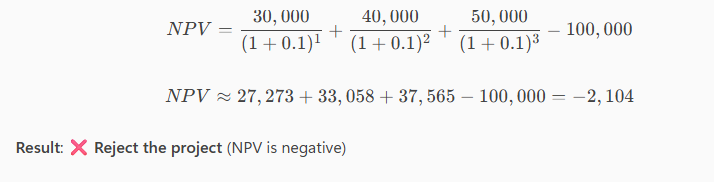 NPV = 30,000/(1 + 0.1)^1 + 40,000/(1 + 0.1)^2 + 50,000/(1 + 0.1)^3 − 100,000
NPV ≈ 27,273 + 33,058 + 37,565 − 100,000 = −2,104
Result: ❌ Reject the project (NPV is negative)